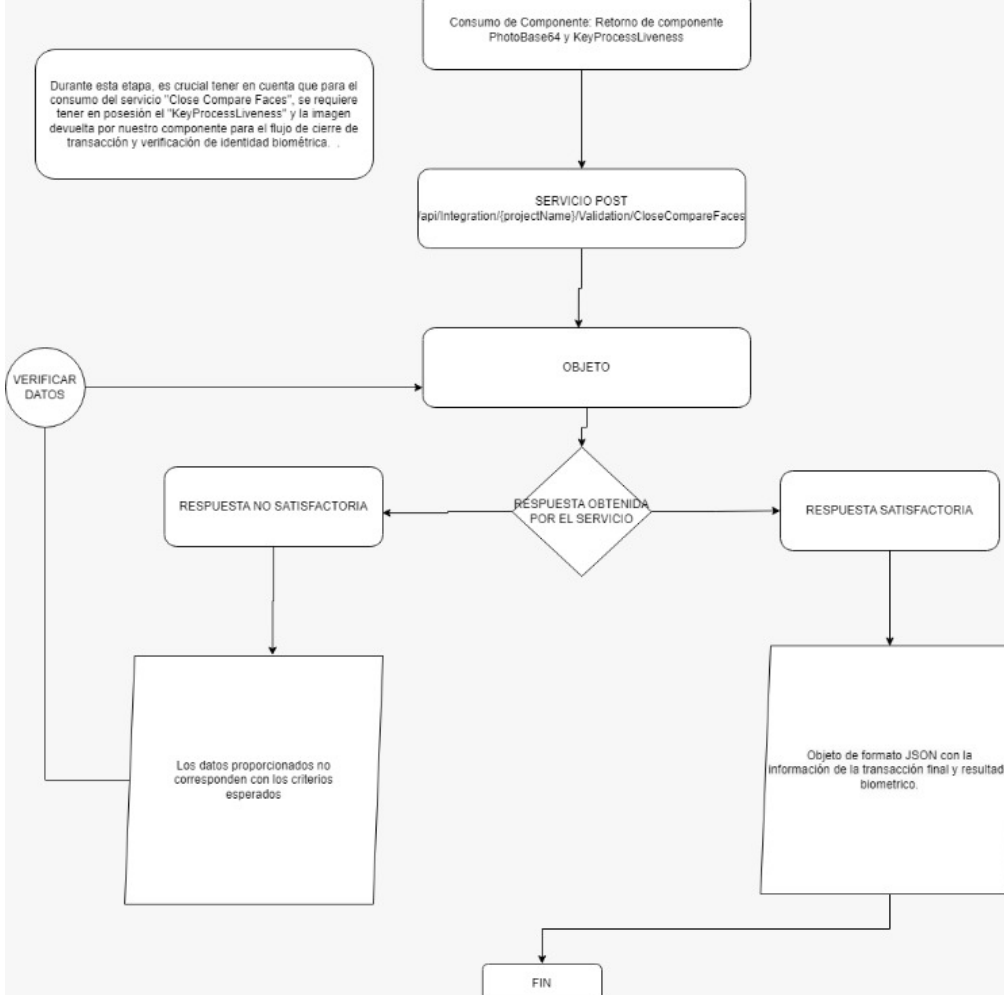 Consumo de Componente: Retorno de componente
PhotoBase64 y KeyProcessLiveness
Durante esta etapa, es crucial tener en cuenta que para el
consumo del servicio "Close Compare Faces", se requiere
tener en posesión el "KeyProcessLiveness" y la imagen
devuelta por nuestro componente para el flujo de cierre de
transacción y verificación de identidad biométrica. .
SERVICIO POST
/api/Integration/{projectName}/Validation/CloseCompareFaces
OBJETO
VERIFICAR
DATOS
RESPUESTA NO SATISFACTORIA
RESPUESTA OBTENIDA
POR EL SERVICIO
RESPUESTA SATISFACTORIA
Los datos proporcionados no
corresponden con los criterios
esperados
Objeto de formato JSON con la
información de la transacción final y resultad
biometrico.
FIN